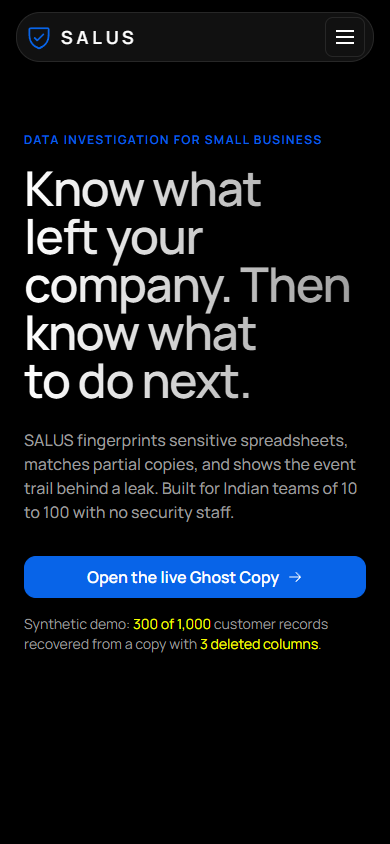 SALUS
DATA INVESTIGATION FOR SMALL BUSINESS
Know what
left your
company. Then
know what
to do next.
SALUS fingerprints sensitive spreadsheets,
matches partial copies, and shows the event
trail behind a leak. Built for Indian teams of 10
to 100 with no security staff.
Open the live Ghost Copy →
Synthetic demo: 300 of 1,000 customer records
recovered from a copy with 3 deleted columns.